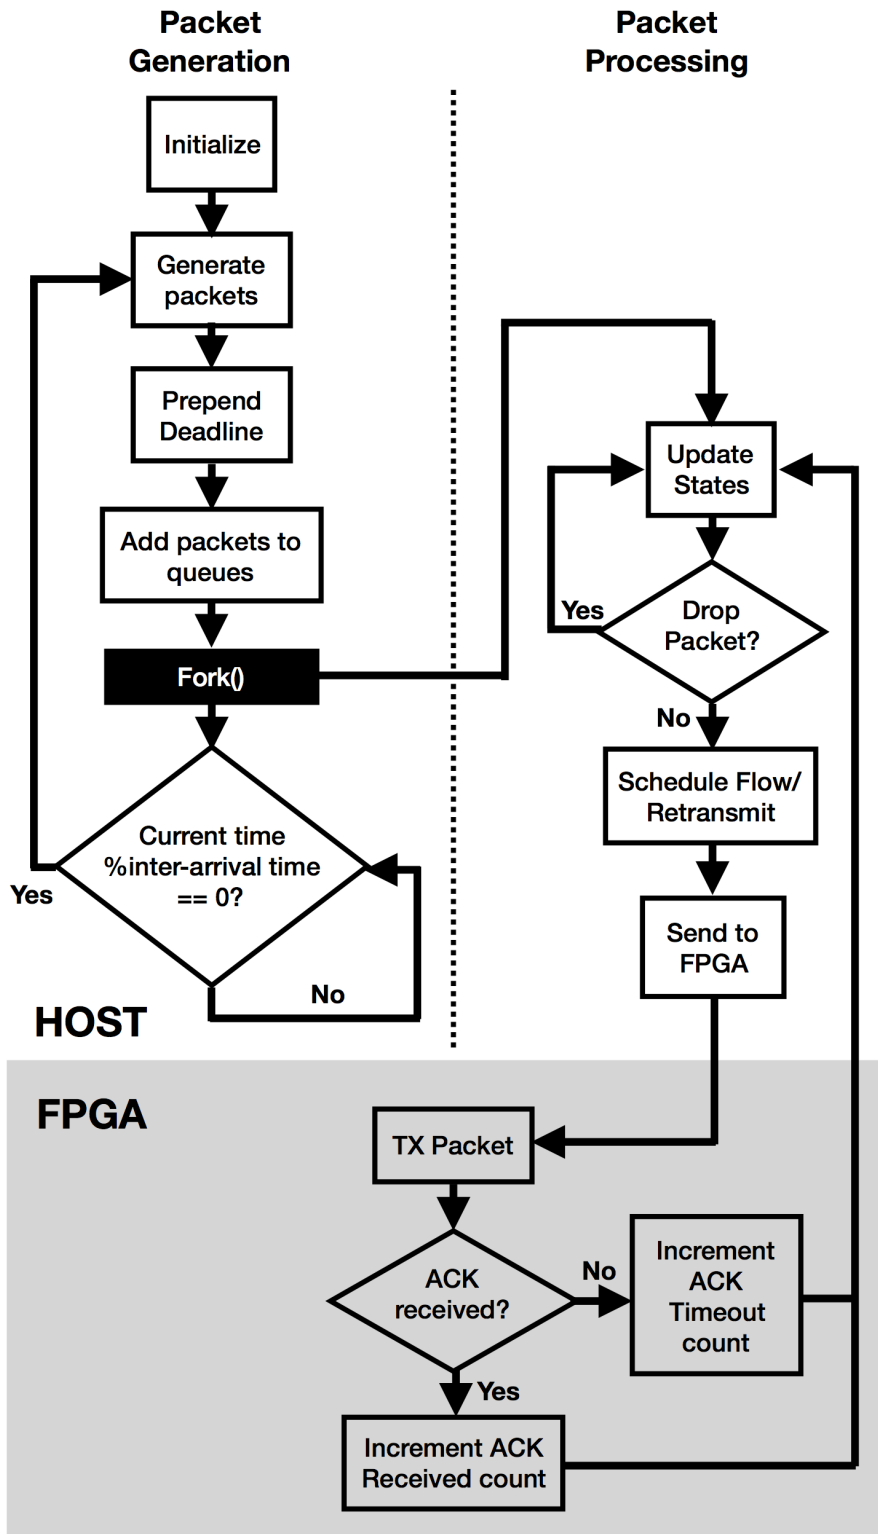 Packet
Generation
Packet
Processing
Initialize
Generate
packets
Prepend
Deadline
Add packets to
queues
Fork()
Current time
%inter-arrival time
== 0?
Yes
No
HOST
Update
States
Drop
Packet?
Yes
No
Schedule Flow/
Retransmit
Send to
FPGA
FPGA
TX Packet
ACK
received?
No
Increment
ACK
Timeout
count
Yes
Increment ACK
Received count